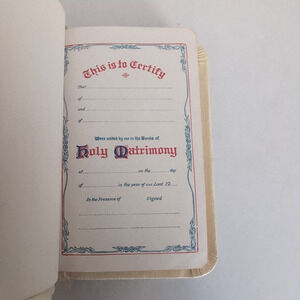 This is to Certify
That
of
and
of
Were united by me in the Bonds of
Holy Matrimony
at on the day
of in the year of our Lord 19
In the Presence of Signed